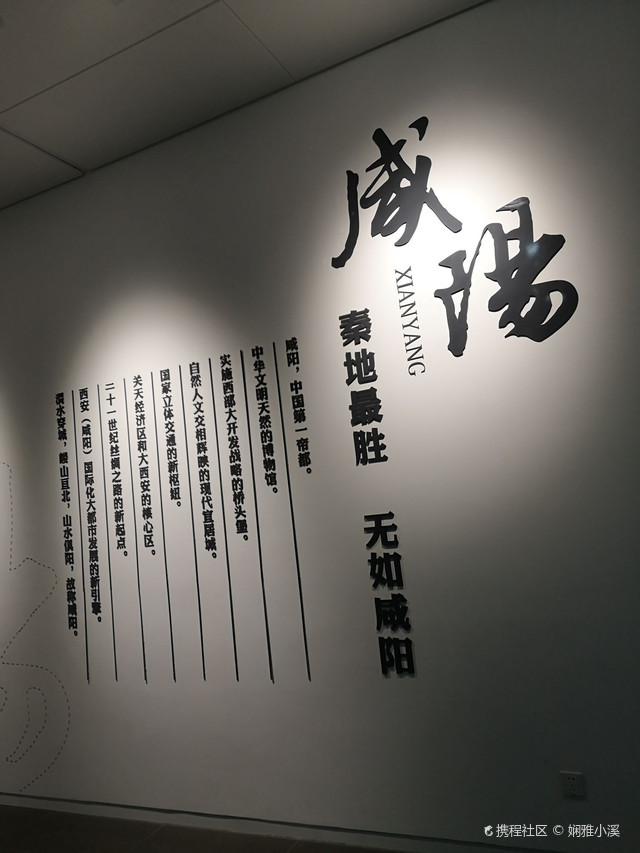 咸陽
XIANYANG
秦地最胜 无如咸阳
咸阳，中国第一帝都。
中华文明天然的博物馆。
实施西部大开发战略的桥头堡。
自然人文交相辉映的现代宜居城。
国家立体交通的新枢纽。
关天经济区和大西安的核心区。
二十一世纪丝绸之路的新起点。
西安（咸阳）国际化大都市发展的新引擎。
渭水穿城，嵕山亘北，山水俱阳，故称咸阳。
携程社区 © 娴雅小溪